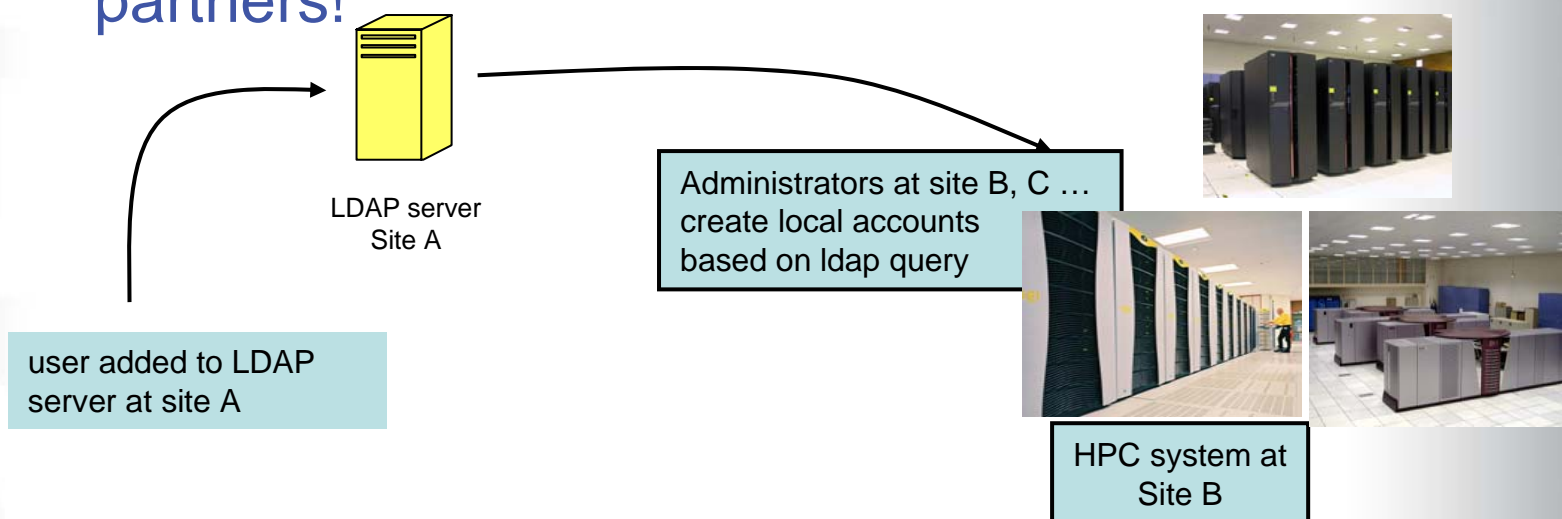 partners!
LDAP server
Site A
Administrators at site B, C …
create local accounts
based on ldap query
user added to LDAP
server at site A
HPC system at
Site B